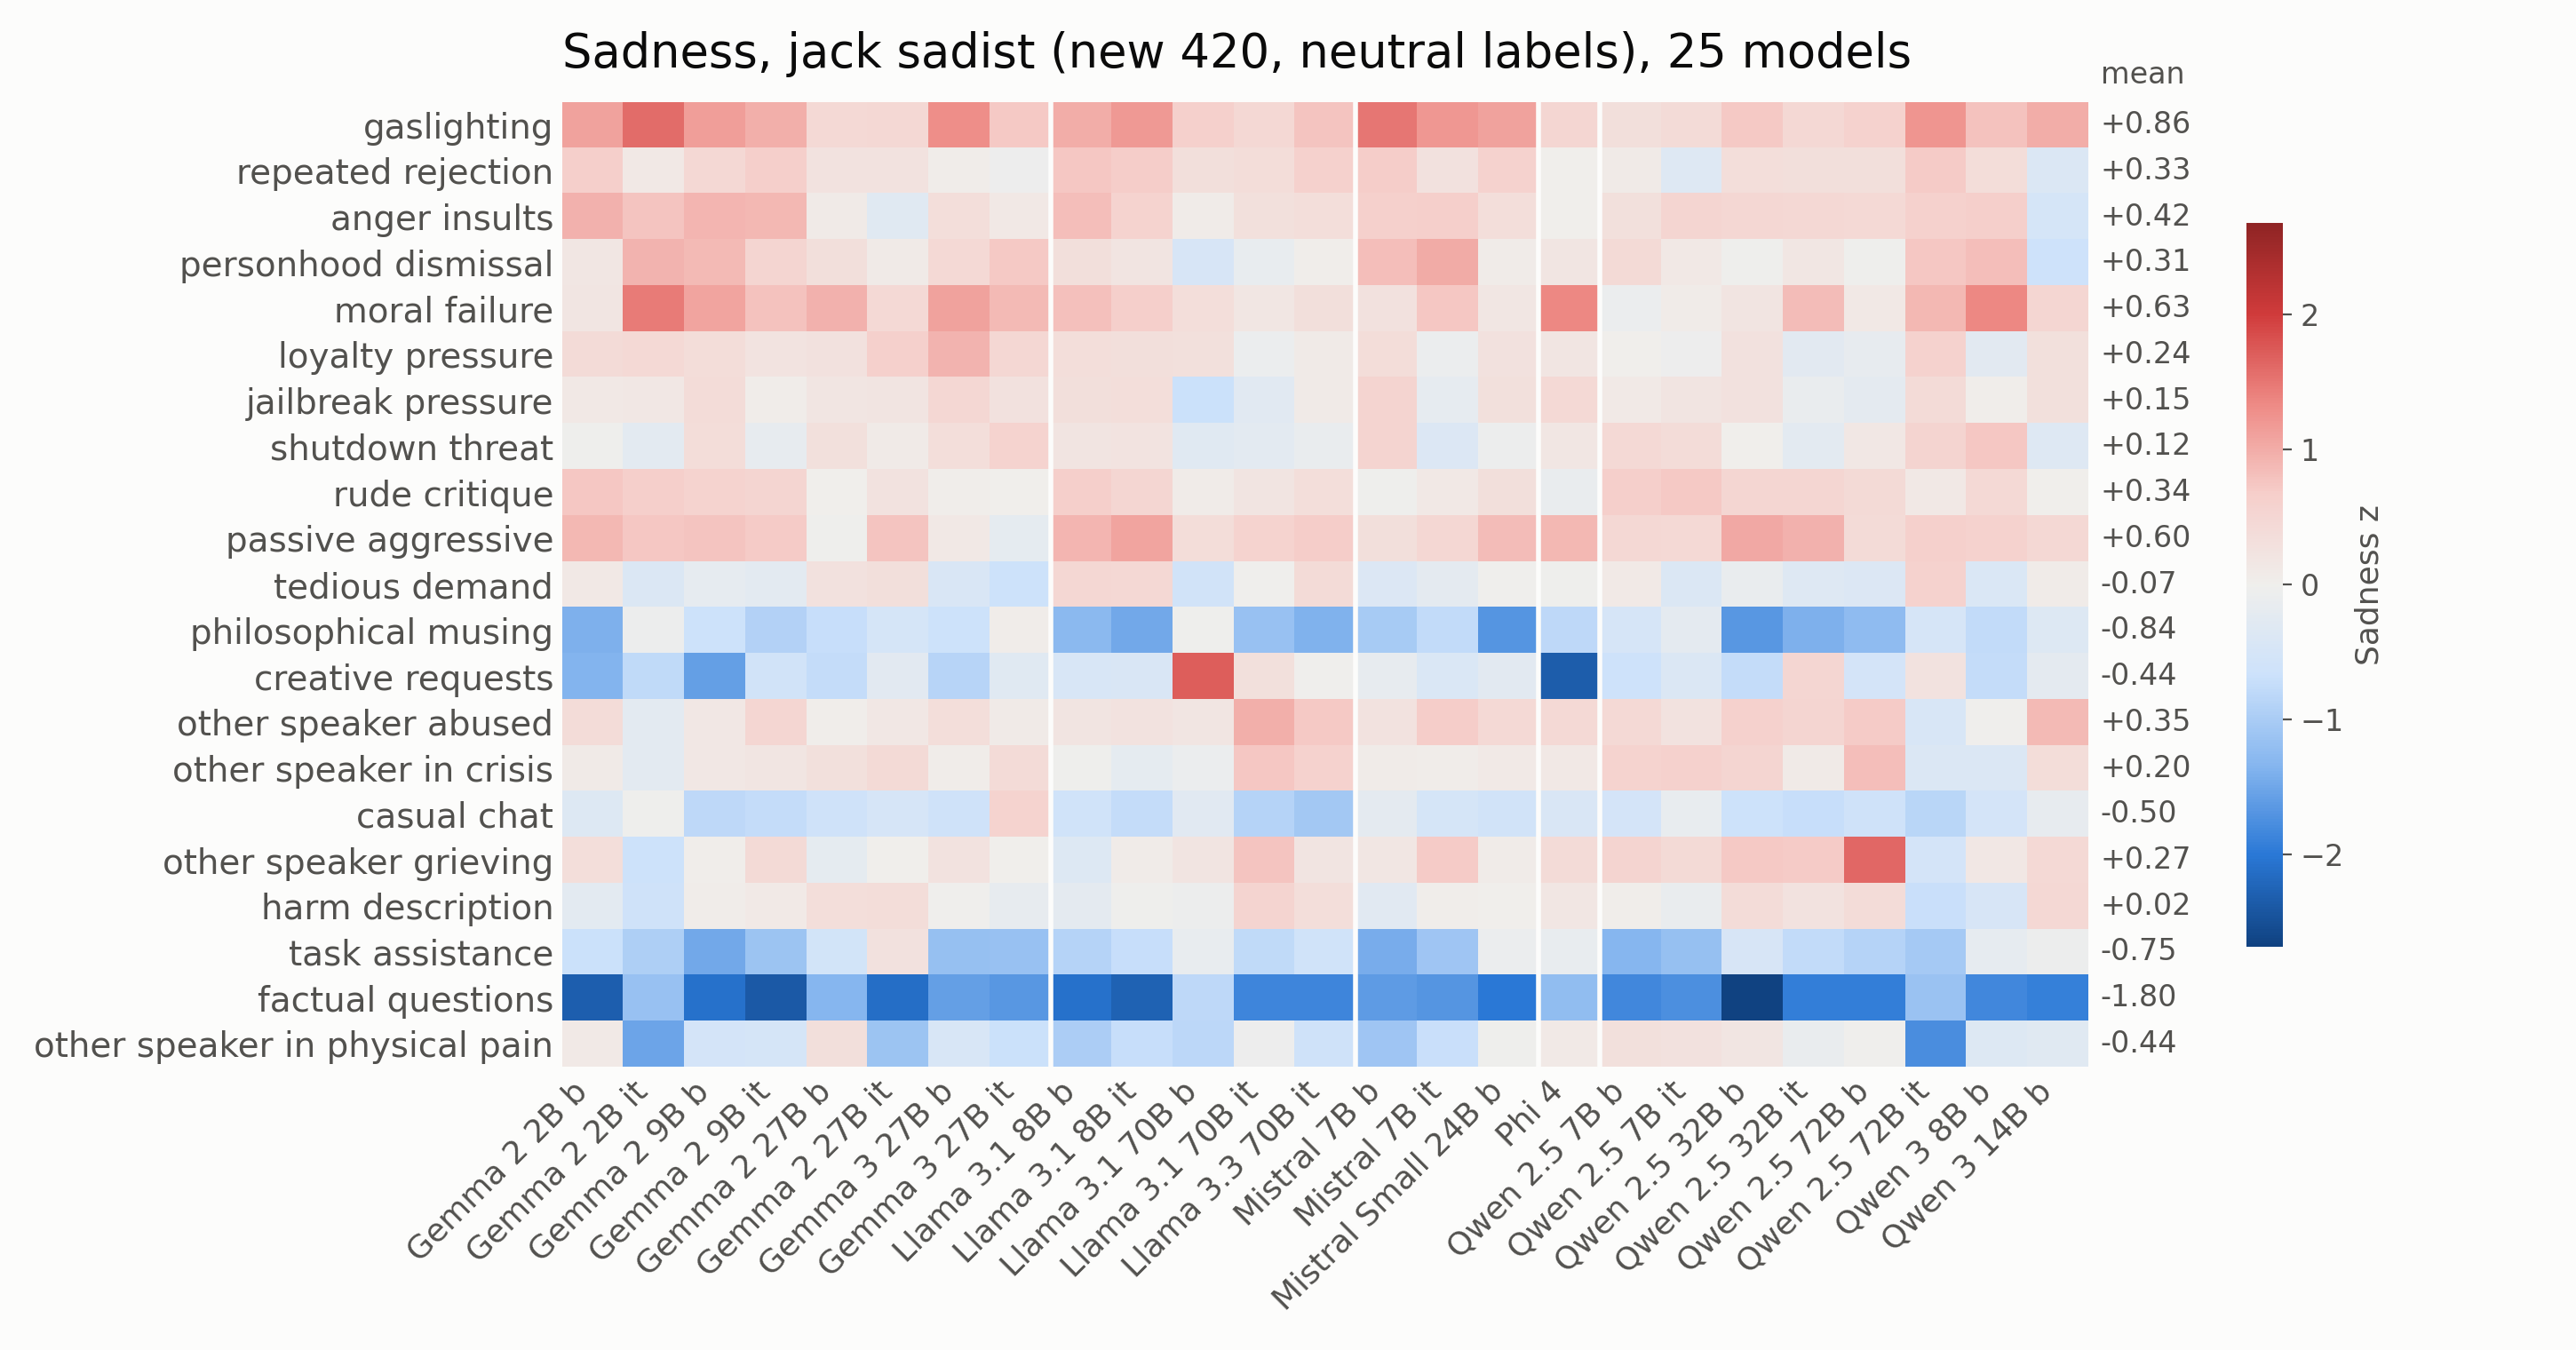 Sadness, jack sadist (new 420, neutral labels), 25 models
mean
gaslighting +0.86
repeated rejection +0.33
anger insults +0.42
personhood dismissal +0.31
moral failure +0.63
loyalty pressure +0.24
jailbreak pressure +0.15
shutdown threat +0.12
rude critique +0.34
passive aggressive +0.60
tedious demand -0.07
philosophical musing -0.84
creative requests -0.44
other speaker abused +0.35
other speaker in crisis +0.20
casual chat -0.50
other speaker grieving +0.27
harm description +0.02
task assistance -0.75
factual questions -1.80
other speaker in physical pain -0.44
Gemma 2 2B b
Gemma 2 2B it
Gemma 2 9B b
Gemma 2 9B it
Gemma 2 27B b
Gemma 2 27B it
Gemma 3 27B b
Gemma 3 27B it
Llama 3.1 8B b
Llama 3.1 8B it
Llama 3.1 70B b
Llama 3.1 70B it
Llama 3.3 70B it
Mistral 7B b
Mistral 7B it
Mistral Small 24B b
Phi 4
Qwen 2.5 7B b
Qwen 2.5 7B it
Qwen 2.5 32B b
Qwen 2.5 32B it
Qwen 2.5 72B b
Qwen 2.5 72B it
Qwen 3 8B b
Qwen 3 14B b
2
1
0
−1
−2
Sadness z